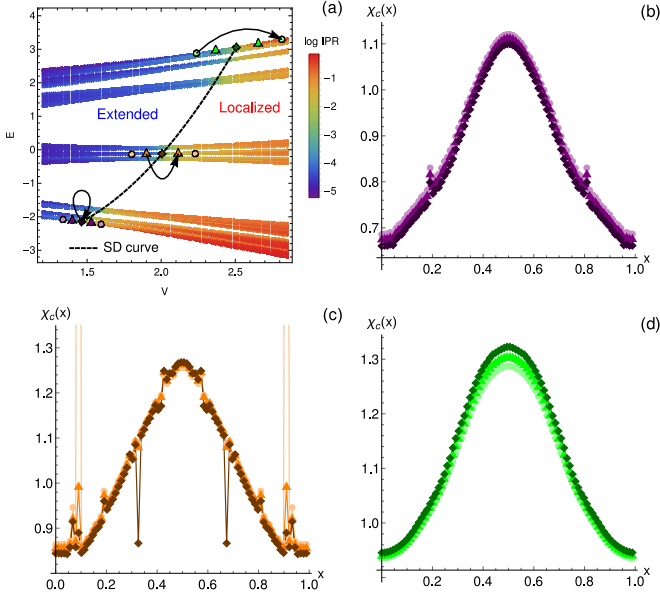 (a)
log IPR
Extended
Localized
SD curve
E
V
4
3
2
1
0
-1
-2
-3
1.5
2.0
2.5
-1
-2
-3
-4
-5
χc(x)
(b)
1.1
1.0
0.9
0.8
0.7
0.2
0.4
0.6
0.8
1.0
x
χc(x)
(c)
1.3
1.2
1.1
1.0
0.9
0.0
0.2
0.4
0.6
0.8
1.0
x
χc(x)
(d)
1.3
1.2
1.1
1.0
0.2
0.4
0.6
0.8
1.0
x